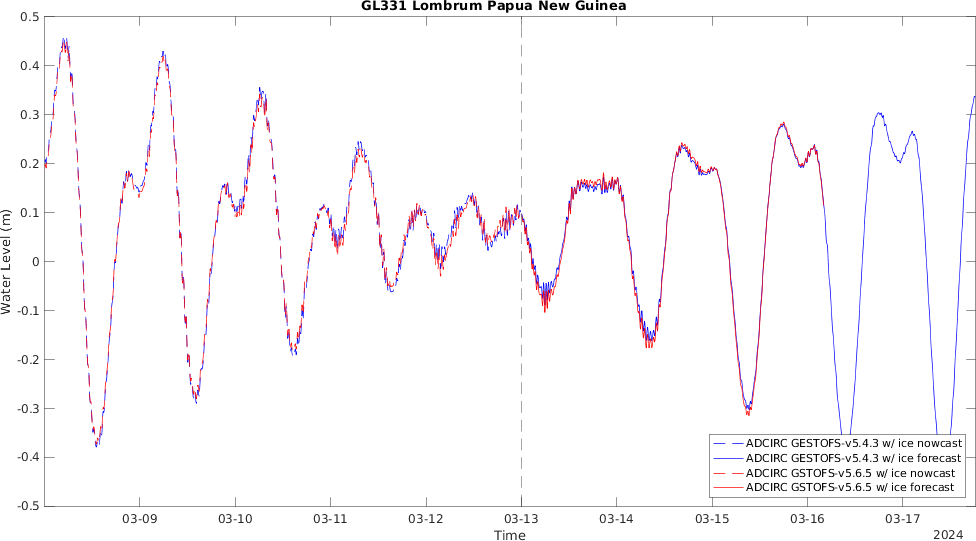 GL331 Lombrum Papua New Guinea
0.5
0.4
0.3
0.2
0.1
0
-0.1
-0.2
-0.3
-0.4
-0.5
Water Level (m)
ADCIRC GESTOFS-v5.4.3 w/ ice nowcast
ADCIRC GESTOFS-v5.4.3 w/ ice forecast
ADCIRC GSTOFS-v5.6.5 w/ ice nowcast
ADCIRC GSTOFS-v5.6.5 w/ ice forecast
03-09 03-10 03-11 03-12 03-13 03-14 03-15 03-16 03-17
Time
2024